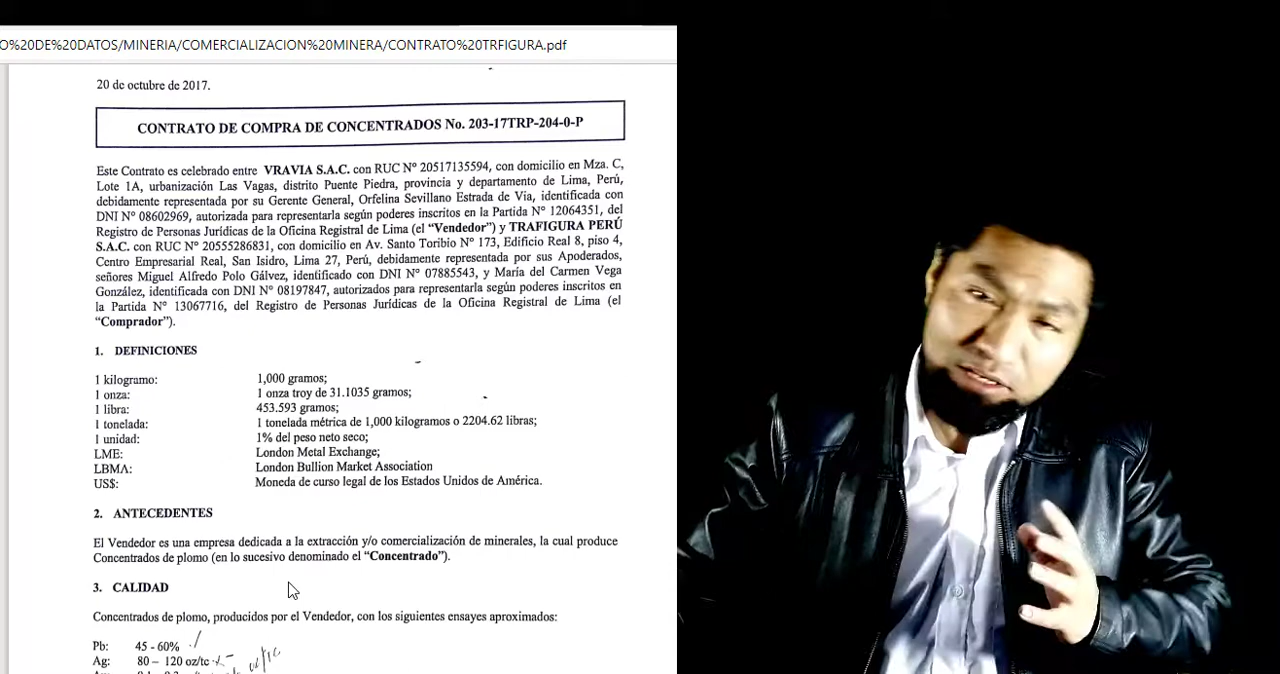 O%20DE%20DATOS/MINERIA/COMERCIALIZACION%20MINERA/CONTRATO%20TRFIGURA.pdf
20 de octubre de 2017.
CONTRATO DE COMPRA DE CONCENTRADOS No. 203-17TRP-204-0-P
Este Contrato es celebrado entre VRAVIA S.A.C. con RUC Nº 20517135594, con domicilio en Mza. C,
Lote 1A, urbanización Las Vagas, distrito Puente Piedra, provincia y departamento de Lima, Perú,
debidamente representada por su Gerente General, Orfelina Sevillano Estrada de Via, identificada con
DNI Nº 08602969, autorizada para representarla según poderes inscritos en la Partida Nº 12064351, del
Registro de Personas Jurídicas de la Oficina Registral de Lima (el “Vendedor”) y TRAFIGURA PERÚ
S.A.C. con RUC Nº 20555286831, con domicilio en Av. Santo Toribio Nº 173, Edificio Real 8, piso 4,
Centro Empresarial Real, San Isidro, Lima 27, Perú, debidamente representada por sus Apoderados,
señores Miguel Alfredo Polo Gálvez, identificado con DNI Nº 07885543, y María del Carmen Vega
González, identificada con DNI Nº 08197847, autorizados para representarla según poderes inscritos en
la Partida Nº 13067716, del Registro de Personas Jurídicas de la Oficina Registral de Lima (el
“Comprador”).
1. DEFINICIONES
1 kilogramo: 1,000 gramos;
1 onza: 1 onza troy de 31.1035 gramos;
1 libra: 453.593 gramos;
1 tonelada: 1 tonelada métrica de 1,000 kilogramos o 2204.62 libras;
1 unidad: 1% del peso neto seco;
LME: London Metal Exchange;
LBMA: London Bullion Market Association
US$: Moneda de curso legal de los Estados Unidos de América.
2. ANTECEDENTES
El Vendedor es una empresa dedicada a la extracción y/o comercialización de minerales, la cual produce
Concentrados de plomo (en lo sucesivo denominado el “Concentrado”).
3. CALIDAD
Concentrados de plomo, producidos por el Vendedor, con los siguientes ensayes aproximados:
Pb: 45 - 60%
Ag: 80 – 120 oz/tc